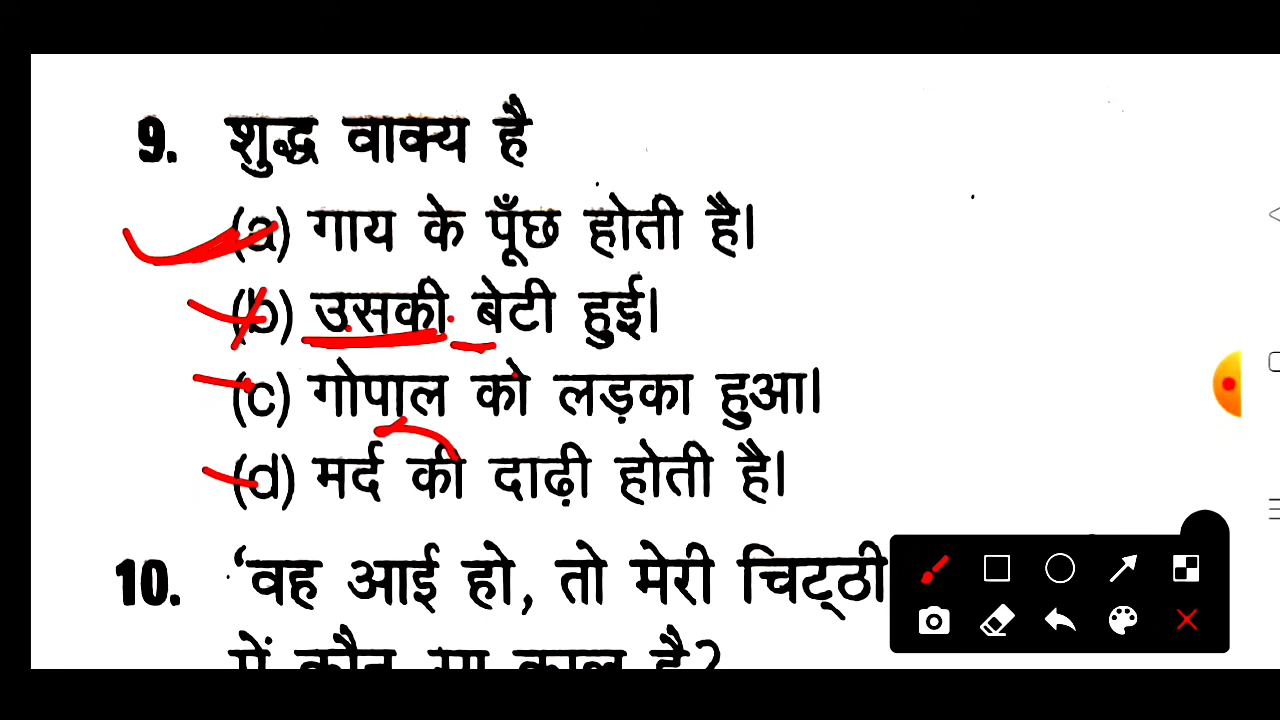 9. शुद्ध वाक्य है
(a) गाय के पूँछ होती है।
(b) उसकी बेटी हुई।
(c) गोपाल को लड़का हुआ।
(d) मर्द की दाढ़ी होती है।
10. ‘वह आई हो, तो मेरी चिट्ठी
में कौन सा काल है?